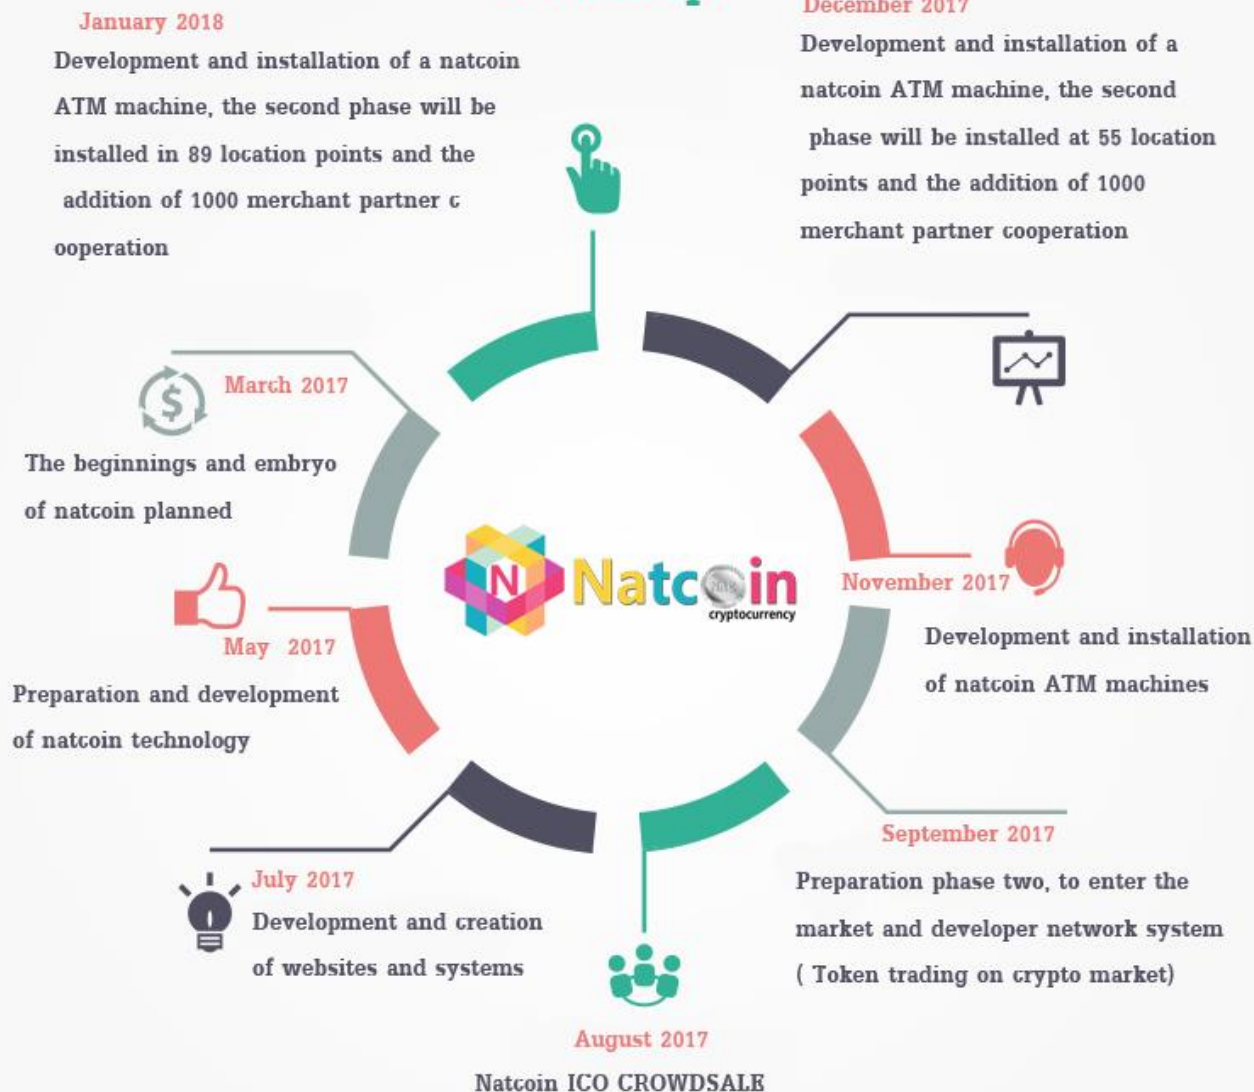 January 2018
Development and installation of a natcoin
ATM machine, the second phase will be
installed in 89 location points and the
addition of 1000 merchant partner c
ooperation
December 2017
Development and installation of a
natcoin ATM machine, the second
phase will be installed at 55 location
points and the addition of 1000
merchant partner cooperation
March 2017
$
The beginnings and embryo
of natcoin planned
N
Natcoin
cryptocurrency
November 2017
Development and installation
of natcoin ATM machines
May 2017
Preparation and development
of natcoin technology
September 2017
Preparation phase two, to enter the
market and developer network system
( Token trading on crypto market)
July 2017
Development and creation
of websites and systems
August 2017
Natcoin ICO CROWDSALE